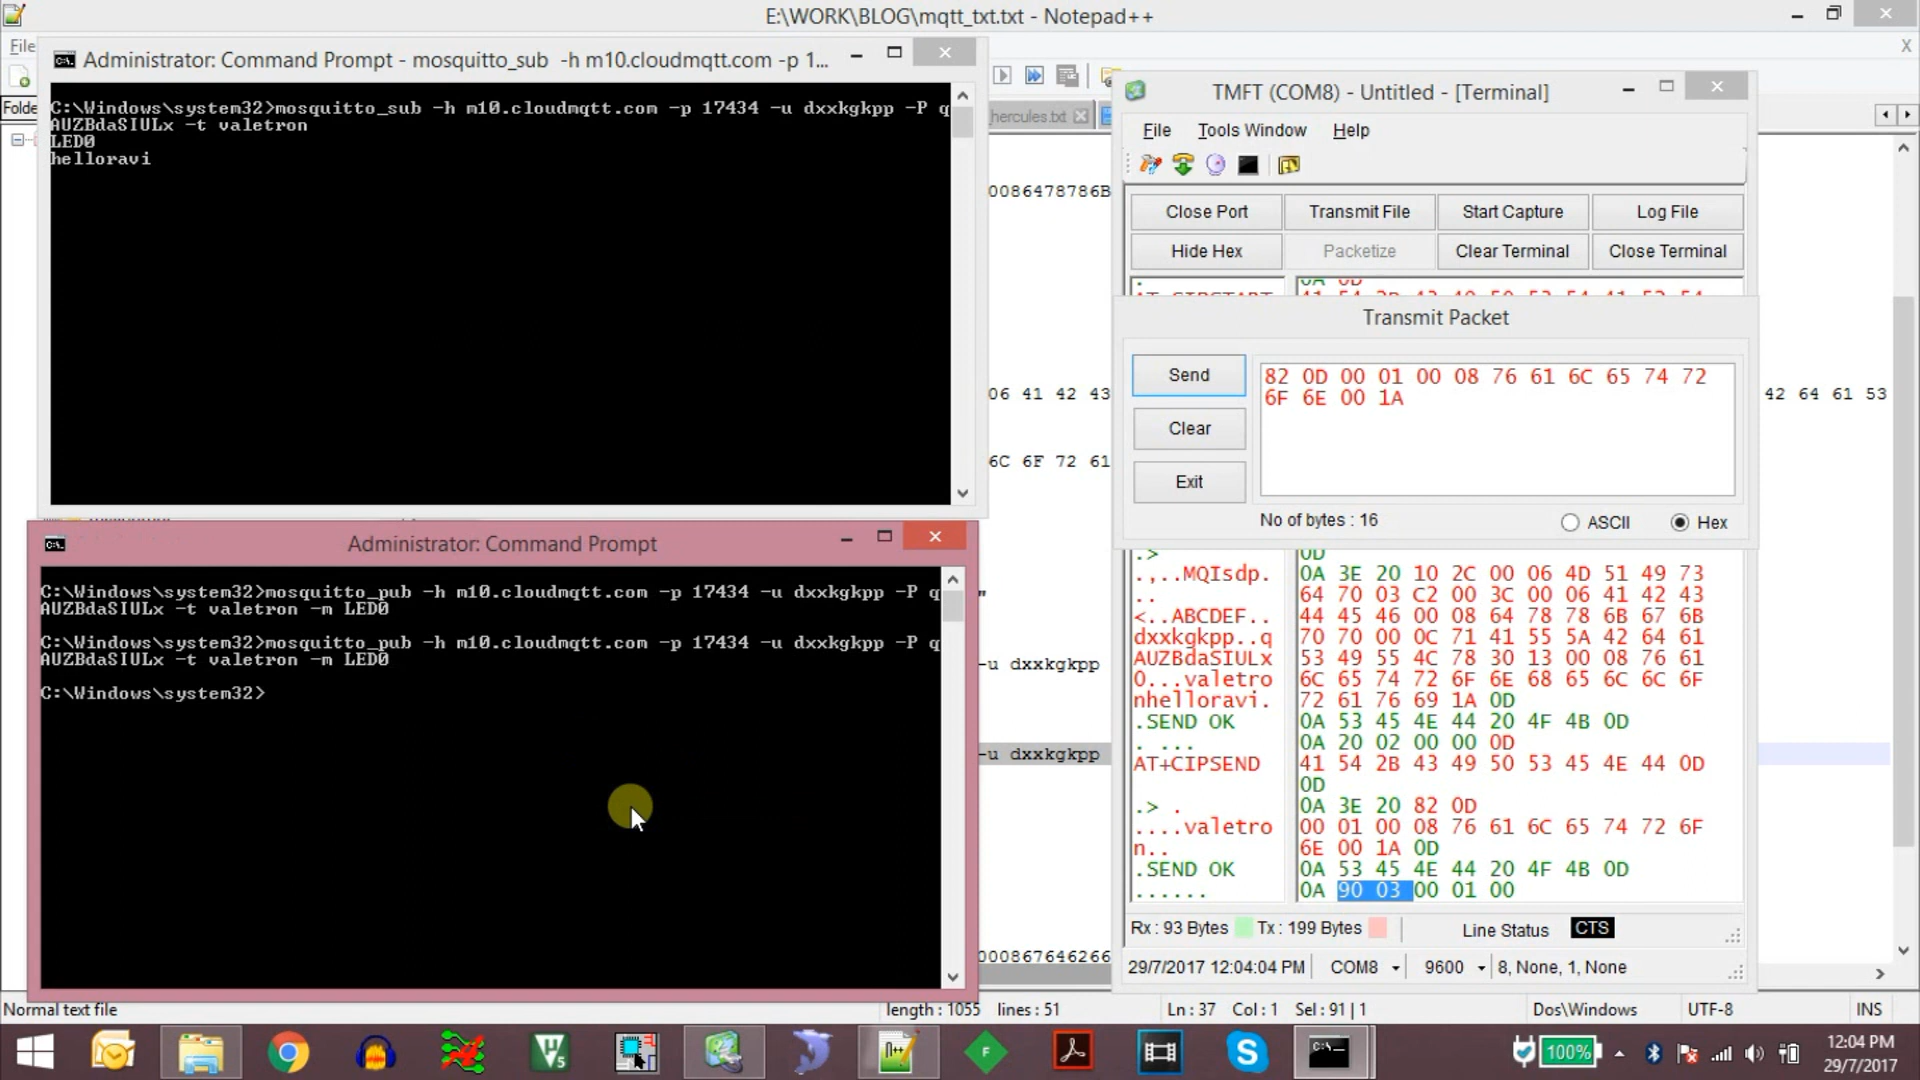 E:\WORK\BLOG\mqtt_txt.txt - Notepad++
File
X
Folde
hercules.txt
00086478786B
06 41 42 43
42 64 61 53
6C 6F 72 61
-u dxxkgkpp
-u dxxkgkpp
000867646266
Administrator: Command Prompt - mosquitto_sub -h m10.cloudmqtt.com -p 1...
C:\Windows\system32>mosquitto_sub -h m10.cloudmqtt.com -p 17434 -u dxxkgkpp -P q
AUZBdaSIULx -t valetron
LED0
helloravi
Administrator: Command Prompt
C:\Windows\system32>mosquitto_pub -h m10.cloudmqtt.com -p 17434 -u dxxkgkpp -P q
AUZBdaSIULx -t valetron -m LED0
C:\Windows\system32>mosquitto_pub -h m10.cloudmqtt.com -p 17434 -u dxxkgkpp -P q
AUZBdaSIULx -t valetron -m LED0
C:\Windows\system32>
TMFT (COM8) - Untitled - [Terminal]
File Tools Window Help
Close Port Transmit File Start Capture Log File
Hide Hex Packetize Clear Terminal Close Terminal
Transmit Packet
Send
Clear
Exit
82 0D 00 01 00 08 76 61 6C 65 74 72
6F 6E 00 1A
No of bytes : 16
ASCII Hex
.> 0D
.,..MQIsdp. 0A 3E 20 10 2C 00 06 4D 51 49 73
.. 64 70 03 C2 00 3C 00 06 41 42 43
<..ABCDEF.. 44 45 46 00 08 64 78 78 6B 67 6B
dxxkgkpp..q 70 70 00 0C 71 41 55 5A 42 64 61
AUZBdaSIULx 53 49 55 4C 78 30 13 00 08 76 61
0...valetro 6C 65 74 72 6F 6E 68 65 6C 6C 6F
nhelloravi. 72 61 76 69 1A 0D
.SEND OK 0A 53 45 4E 44 20 4F 4B 0D
. ... 0A 20 02 00 00 0D
AT+CIPSEND 41 54 2B 43 49 50 53 45 4E 44 0D
0D
.> . 0A 3E 20 82 0D
....valetro 00 01 00 08 76 61 6C 65 74 72 6F
n.. 6E 00 1A 0D
.SEND OK 0A 53 45 4E 44 20 4F 4B 0D
...... 0A 90 03 00 01 00
Rx : 93 Bytes Tx : 199 Bytes Line Status CTS
29/7/2017 12:04:04 PM COM8 9600 8, None, 1, None
Normal text file length : 1055 lines : 51 Ln : 37 Col : 1 Sel : 91 | 1 Dos\Windows UTF-8 INS
100%
12:04 PM
29/7/2017